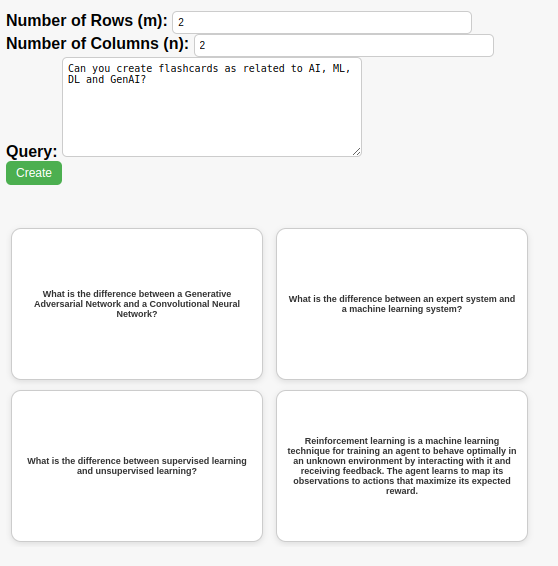 Number of Rows (m): 2
Number of Columns (n): 2
Can you create flashcards as related to AI, ML,
DL and GenAI?
Query:
Create
What is the difference between a Generative
Adversarial Network and a Convolutional Neural
Network?
What is the difference between an expert system and
a machine learning system?
What is the difference between supervised learning
and unsupervised learning?
Reinforcement learning is a machine learning
technique for training an agent to behave optimally in
an unknown environment by interacting with it and
receiving feedback. The agent learns to map its
observations to actions that maximize its expected
reward.